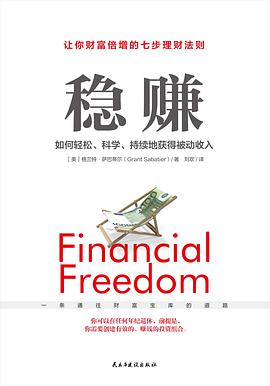 让你财富倍增的七步理财法则
稳赚
如何轻松、科学、持续地获得被动收入
[美] 格兰特·萨巴蒂尔（Grant Sabatier）/著 刘欢 / 译
Financial
Freedom
一条通往财富宝库的道路
你可以在任何年纪退休，前提是，
你需要创建有效的、赚钱的投资组合。
民主与建设出版社